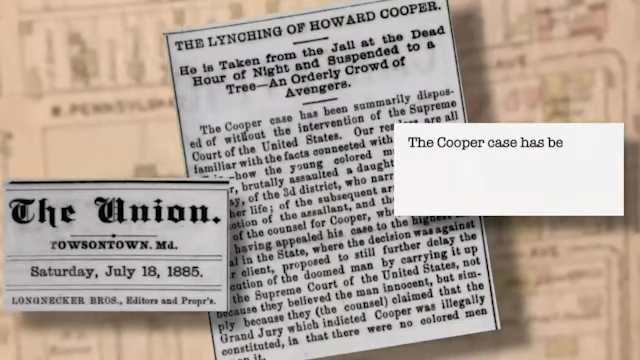 THE LYNCHING OF HOWARD COOPER.
He is Taken from the Jail at the Dead
Hour of Night and Suspended to a
Tree—An Orderly Crowd of
Avengers.
The Cooper case has been summarily dispos-
ed of without the intervention of the Supreme
Court of the United States. Our are all
familiar with the facts connected with
how the young colored
brutally assaulted a
of the 3d district, who
her life; of the subsequent
of the assailant, and
of the counsel for Cooper,
having appealed his case to the
in the State, where the decision was against
client, proposed to still further delay the
of the doomed man by carrying it up
the Supreme Court of the United States, not
because they believed the man innocent, but sim-
ply because they (the counsel) claimed that the
Grand Jury which indicted Cooper was illegally
constituted, in that there were no colored men
The Cooper case has be
The Union.
TOWSONTOWN. Md.
Saturday, July 18, 1885.
LONGNECKER BROS., Editors and Propr's.
W. PENNSYLVA